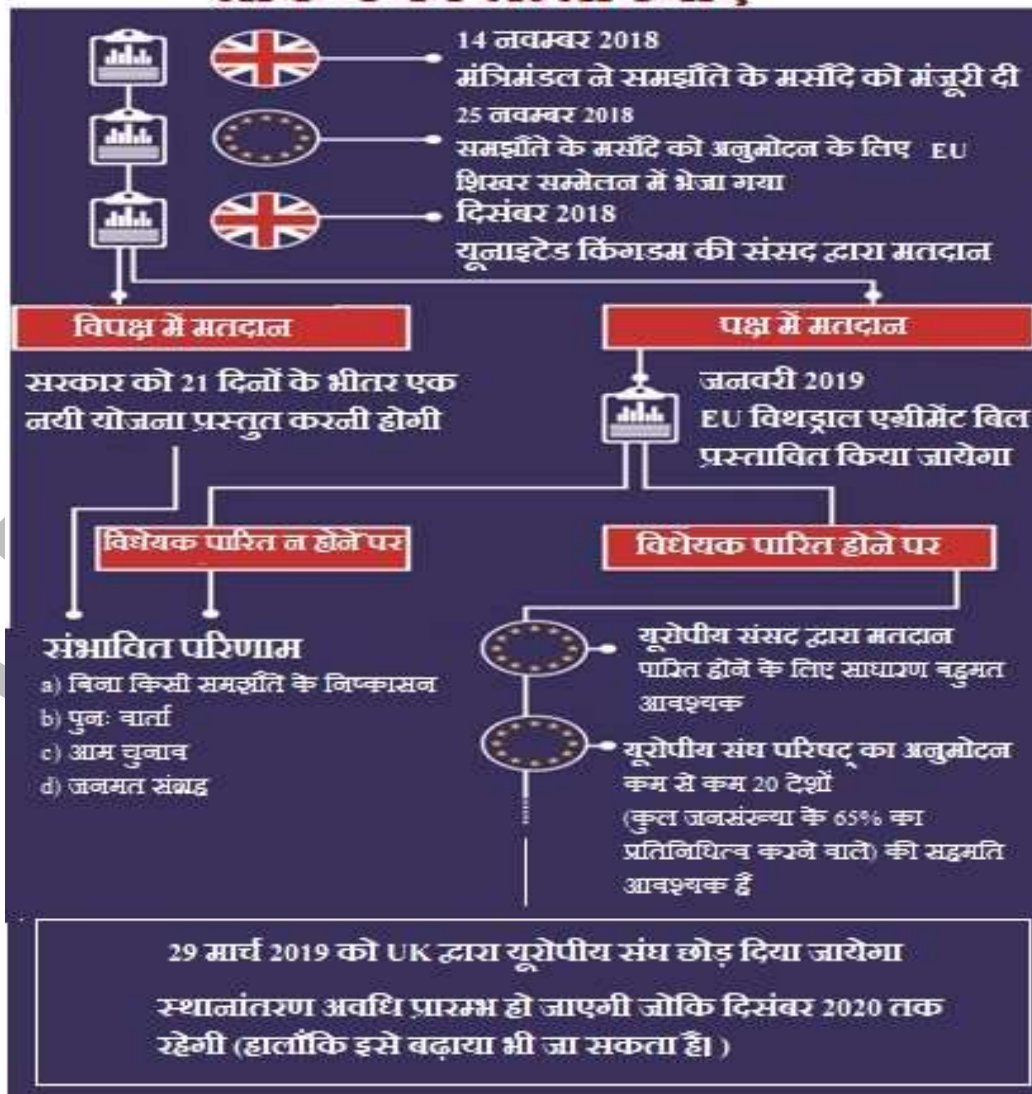 14 नवम्बर 2018
मंत्रिमंडल ने समझौते के मसौदे को मंजूरी दी
25 नवम्बर 2018
समझौते के मसौदे को अनुमोदन के लिए EU
शिखर सम्मेलन में भेजा गया
दिसंबर 2018
यूनाइटेड किंगडम की संसद द्वारा मतदान
विपक्ष में मतदान
सरकार को 21 दिनों के भीतर एक
नयी योजना प्रस्तुत करनी होगी
पक्ष में मतदान
जनवरी 2019
EU विथड्राल एग्रीमेंट बिल
प्रस्तावित किया जायेगा
विधेयक पारित न होने पर
विधेयक पारित होने पर
संभावित परिणाम
a) बिना किसी समझौते के निष्कासन
b) पुनः वार्ता
c) आम चुनाव
d) जनमत संग्रह
यूरोपीय संसद द्वारा मतदान
पारित होने के लिए साधारण बहुमत
आवश्यक
यूरोपीय संघ परिषद् का अनुमोदन
कम से कम 20 देशों
(कुल जनसंख्या के 65% का
प्रतिनिधित्व करने वाले) की सहमति
आवश्यक हैं
29 मार्च 2019 को UK द्वारा यूरोपीय संघ छोड़ दिया जायेगा
स्थानांतरण अवधि प्रारम्भ हो जाएगी जोकि दिसंबर 2020 तक
रहेगी (हालाँकि इसे बढ़ाया भी जा सकता हैं। )